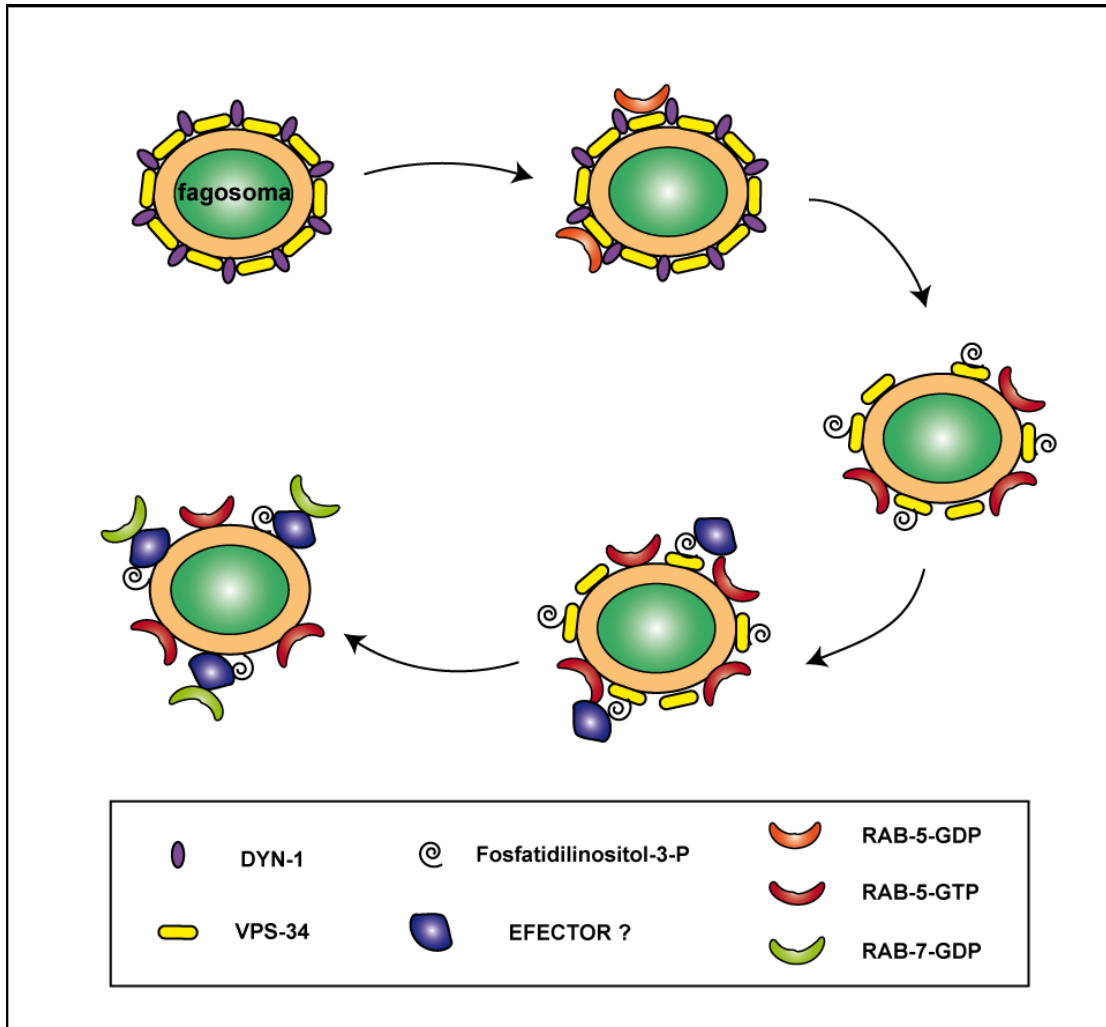 fagosoma
DYN-1
Fosfatidilinositol-3-P
RAB-5-GDP
VPS-34
EFECTOR ?
RAB-5-GTP
RAB-7-GDP